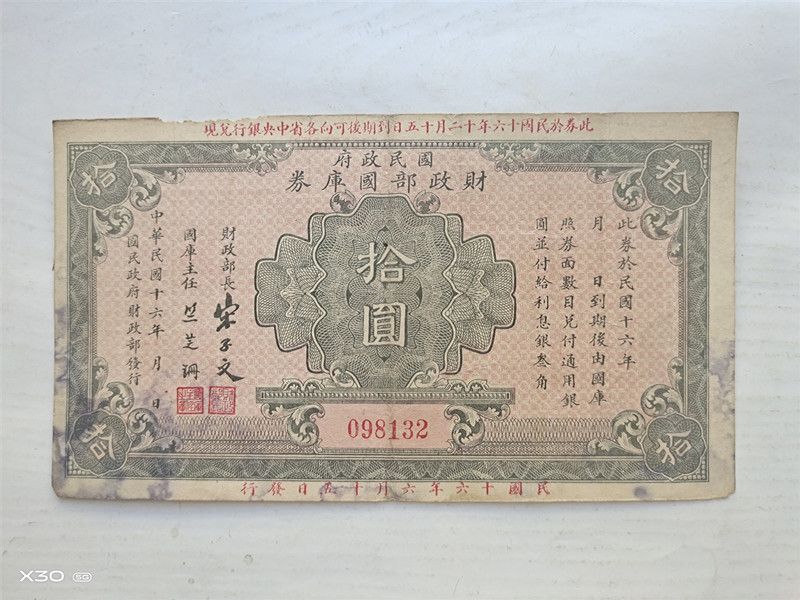 此券於民國十六年十二月十五日到期後可向各省中央銀行兌現
國民政府
財政部國庫券
拾
拾
拾圓
此券於民國十六年
月 日到期後由國庫
照券面數目兌付通用銀
圓並付給利息銀叁角
財政部長 宋子文
國庫主任
中華民國十六年 月 日
國民政府財政部發行
098132
拾
拾
民國十六年六月十五日發行
X30 5G